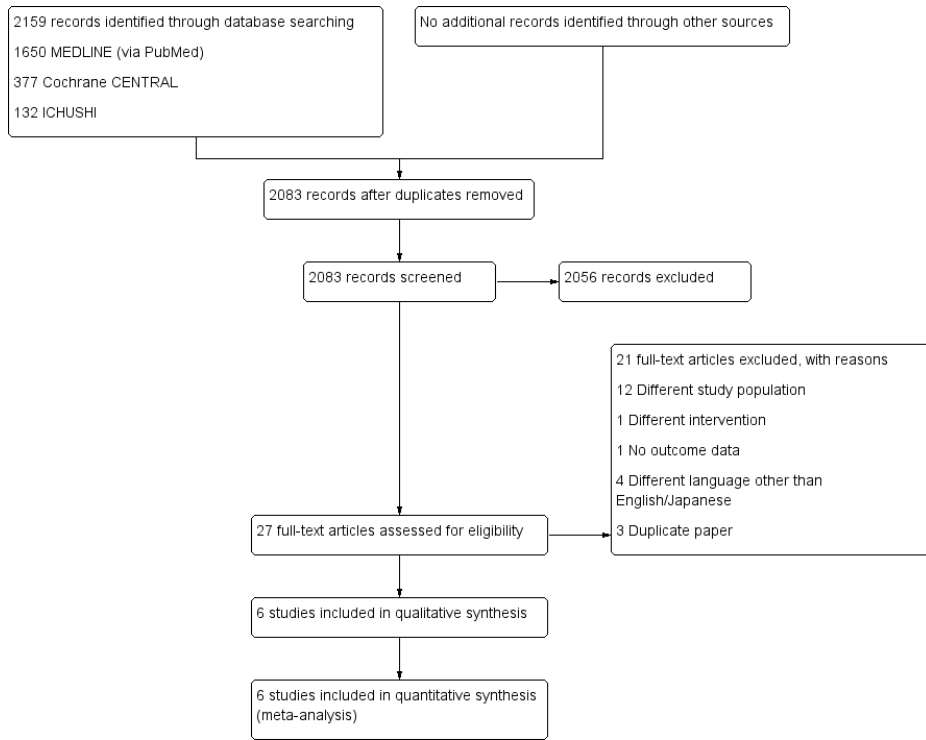 2159 records identified through database searching
1650 MEDLINE (via PubMed)
377 Cochrane CENTRAL
132 ICHUSHI
No additional records identified through other sources
2083 records after duplicates removed
2083 records screened
2056 records excluded
21 full-text articles excluded, with reasons
12 Different study population
1 Different intervention
1 No outcome data
4 Different language other than
English/Japanese
3 Duplicate paper
27 full-text articles assessed for eligibility
6 studies included in qualitative synthesis
6 studies included in quantitative synthesis
(meta-analysis)